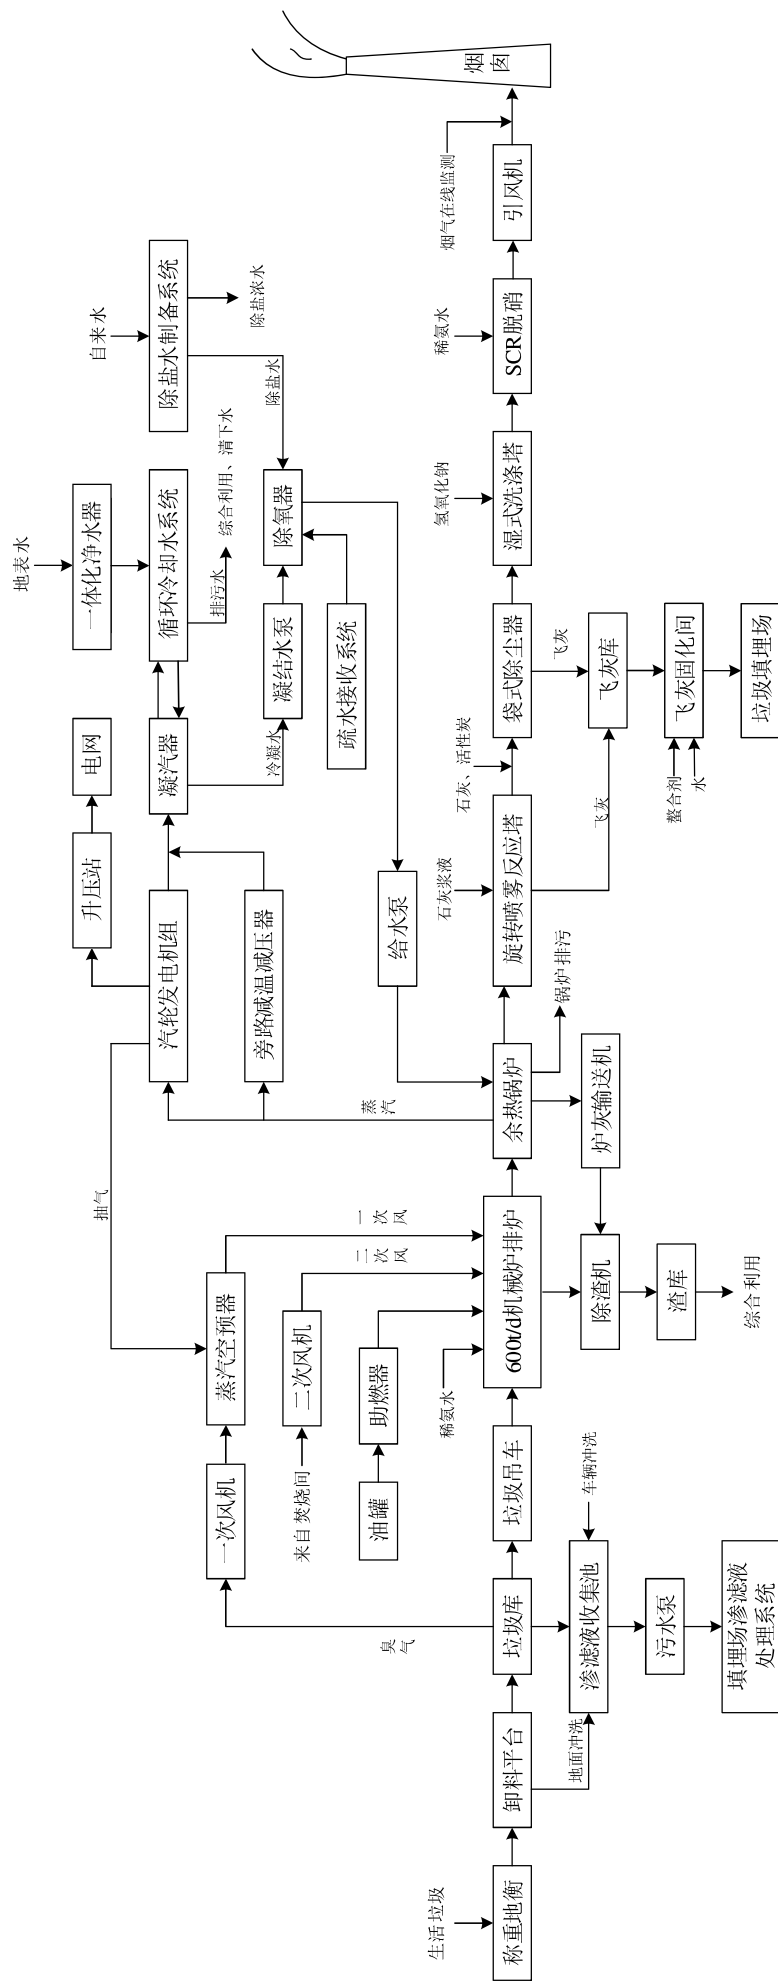 烟囱
烟气在线监测
引风机
自来水
除盐水制备系统
除盐浓水
除盐水
稀氨水
SCR脱硝
地表水
一体化净水器
循环冷却水系统
排污水
综合利用、清下水
除氧器
氢氧化钠
湿式洗涤塔
电网
凝汽器
冷凝水
凝结水泵
疏水接收系统
石灰、活性炭
袋式除尘器
飞灰
飞灰库
飞灰固化间
螯合剂
水
垃圾填埋场
升压站
汽轮发电机组
旁路减温减压器
给水泵
石灰浆液
旋转喷雾反应塔
飞灰
抽气
蒸汽
余热锅炉
锅炉排污
炉灰输送机
蒸汽空预器
一次风
二次风机
二次风
来自焚烧间
助燃器
油罐
稀氨水
600t/d机械炉排炉
除渣机
渣库
综合利用
一次风机
臭气
垃圾吊车
垃圾库
车辆冲洗
渗滤液收集池
污水泵
填埋场渗滤液
处理系统
卸料平台
地面冲洗
生活垃圾
称重地衡